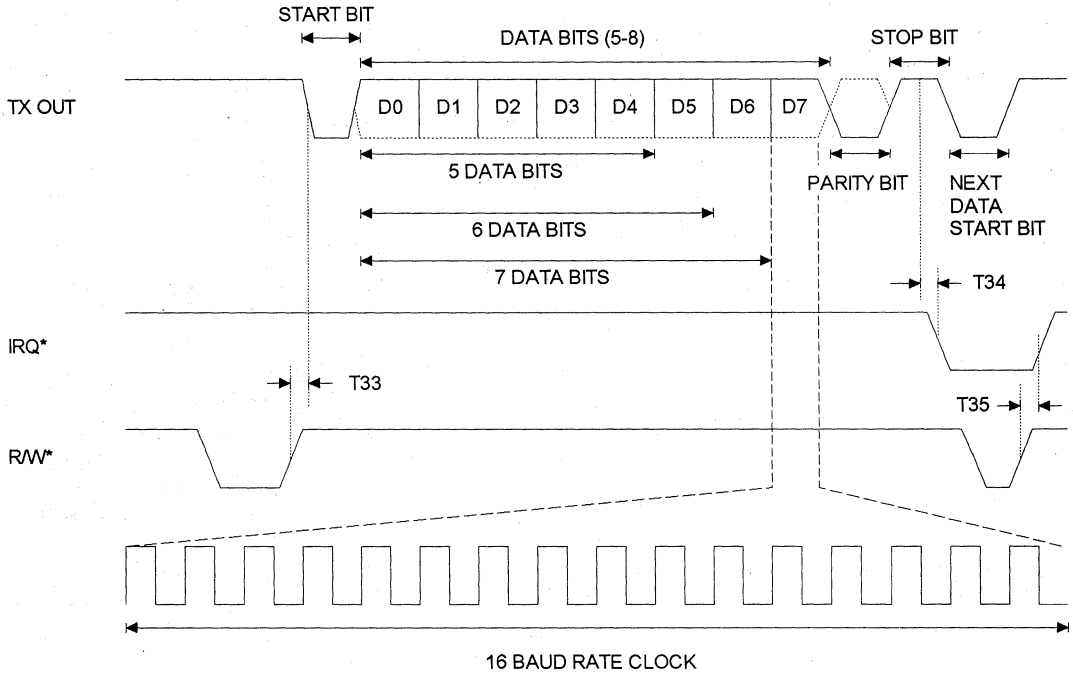 START BIT
DATA BITS (5-8)
STOP BIT
TX OUT
D0 D1 D2 D3 D4 D5 D6 D7
5 DATA BITS
PARITY BIT
NEXT
DATA
START BIT
6 DATA BITS
7 DATA BITS
T34
IRQ*
T33
T35
R/W*
16 BAUD RATE CLOCK